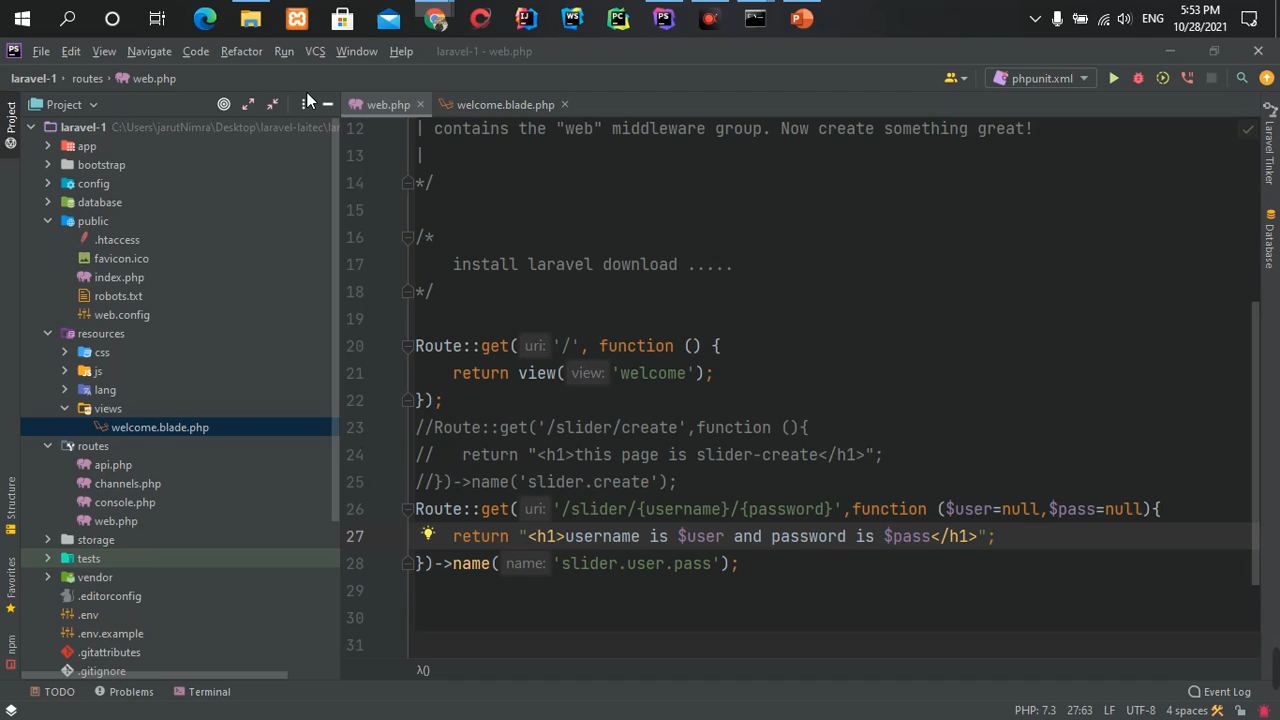 5:53 PM
ENG
10/28/2021
File Edit View Navigate Code Refactor Run VCS Window Help laravel-1 - web.php
laravel-1 routes web.php
phpunit.xml
Project
web.php
welcome.blade.php
laravel-1 C:\Users\jarutNimra\Desktop\laravel-laitec\lar
app
bootstrap
config
database
public
.htaccess
favicon.ico
index.php
robots.txt
web.config
resources
css
js
lang
views
welcome.blade.php
routes
api.php
channels.php
console.php
web.php
storage
tests
vendor
.editorconfig
.env
.env.example
.gitattributes
.gitignore
12 | contains the "web" middleware group. Now create something great!
13 |
14 */
15
16 /*
17 install laravel download .....
18 */
19
20 Route::get( uri: '/', function () {
21 return view( view: 'welcome');
22 });
23 //Route::get('/slider/create',function (){
24 // return "<h1>this page is slider-create</h1>";
25 //})->name('slider.create');
26 Route::get( uri: '/slider/{username}/{password}',function ($user=null,$pass=null){
27 return "<h1>username is $user and password is $pass</h1>";
28 })->name( name: 'slider.user.pass');
29
30
31
λ()
Project
Structure
Favorites
npm
Laravel Tinker
Database
TODO Problems Terminal
Event Log
PHP: 7.3 27:63 LF UTF-8 4 spaces